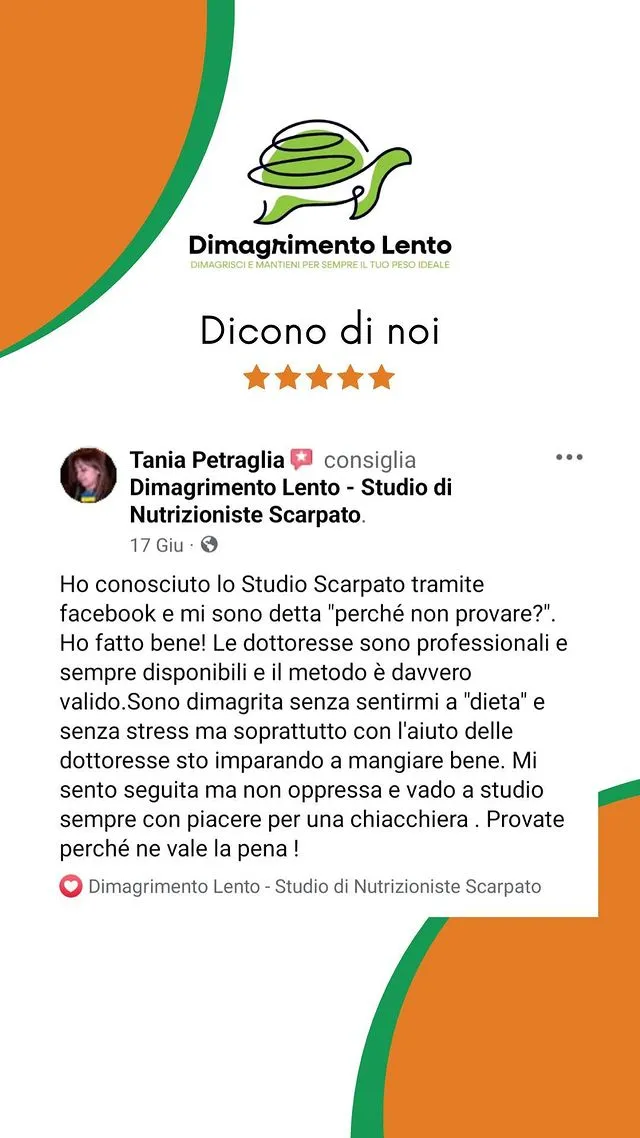 Dimagrimento Lento
DIMAGRISCI E MANTIENI PER SEMPRE IL TUO PESO IDEALE
Dicono di noi
Tania Petraglia consiglia
Dimagrimento Lento - Studio di
Nutrizioniste Scarpato.
17 Giu ·
Ho conosciuto lo Studio Scarpato tramite
facebook e mi sono detta "perché non provare?".
Ho fatto bene! Le dottoresse sono professionali e
sempre disponibili e il metodo è davvero
valido.Sono dimagrita senza sentirmi a "dieta" e
senza stress ma soprattutto con l'aiuto delle
dottoresse sto imparando a mangiare bene. Mi
sento seguita ma non oppressa e vado a studio
sempre con piacere per una chiacchiera . Provate
perché ne vale la pena !
Dimagrimento Lento - Studio di Nutrizioniste Scarpato